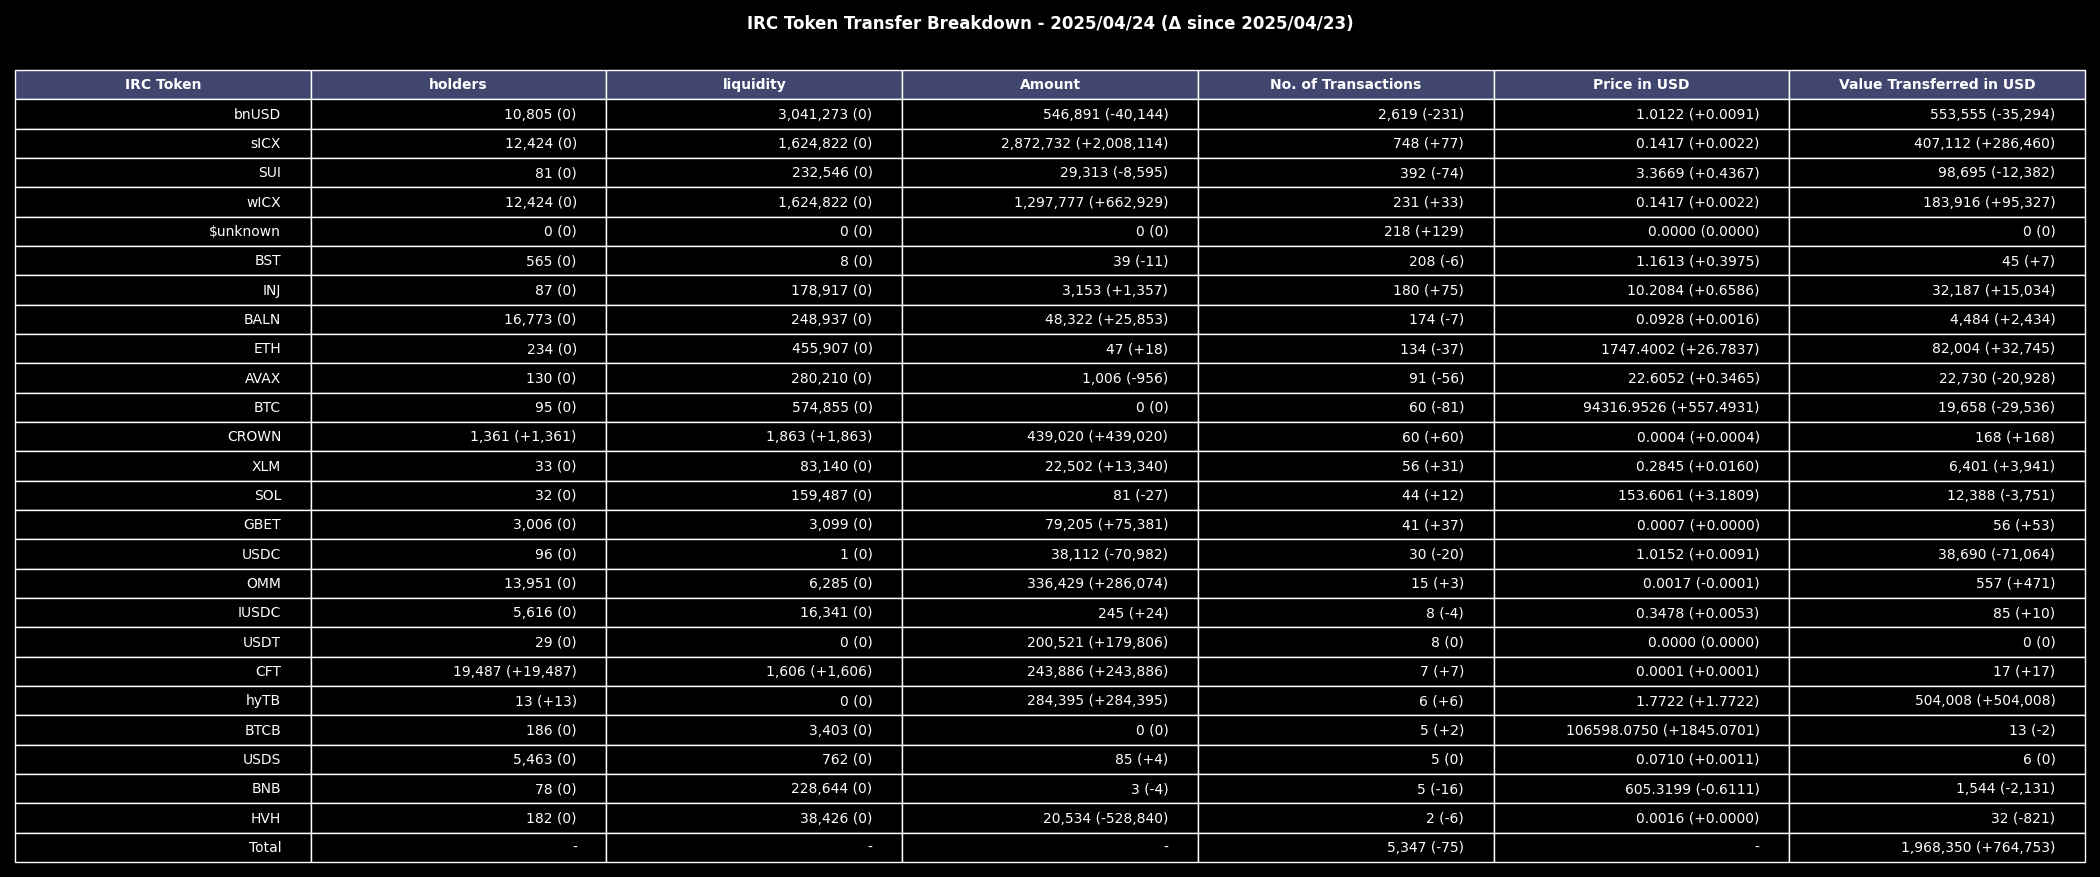 IRC Token Transfer Breakdown - 2025/04/24 (Δ since 2025/04/23)
IRC Token holders liquidity Amount No. of Transactions Price in USD Value Transferred in USD
bnUSD 10,805 (0) 3,041,273 (0) 546,891 (-40,144) 2,619 (-231) 1.0122 (+0.0091) 553,555 (-35,294)
sICX 12,424 (0) 1,624,822 (0) 2,872,732 (+2,008,114) 748 (+77) 0.1417 (+0.0022) 407,112 (+286,460)
SUI 81 (0) 232,546 (0) 29,313 (-8,595) 392 (-74) 3.3669 (+0.4367) 98,695 (-12,382)
wICX 12,424 (0) 1,624,822 (0) 1,297,777 (+662,929) 231 (+33) 0.1417 (+0.0022) 183,916 (+95,327)
$unknown 0 (0) 0 (0) 0 (0) 218 (+129) 0.0000 (0.0000) 0 (0)
BST 565 (0) 8 (0) 39 (-11) 208 (-6) 1.1613 (+0.3975) 45 (+7)
INJ 87 (0) 178,917 (0) 3,153 (+1,357) 180 (+75) 10.2084 (+0.6586) 32,187 (+15,034)
BALN 16,773 (0) 248,937 (0) 48,322 (+25,853) 174 (-7) 0.0928 (+0.0016) 4,484 (+2,434)
ETH 234 (0) 455,907 (0) 47 (+18) 134 (-37) 1747.4002 (+26.7837) 82,004 (+32,745)
AVAX 130 (0) 280,210 (0) 1,006 (-956) 91 (-56) 22.6052 (+0.3465) 22,730 (-20,928)
BTC 95 (0) 574,855 (0) 0 (0) 60 (-81) 94316.9526 (+557.4931) 19,658 (-29,536)
CROWN 1,361 (+1,361) 1,863 (+1,863) 439,020 (+439,020) 60 (+60) 0.0004 (+0.0004) 168 (+168)
XLM 33 (0) 83,140 (0) 22,502 (+13,340) 56 (+31) 0.2845 (+0.0160) 6,401 (+3,941)
SOL 32 (0) 159,487 (0) 81 (-27) 44 (+12) 153.6061 (+3.1809) 12,388 (-3,751)
GBET 3,006 (0) 3,099 (0) 79,205 (+75,381) 41 (+37) 0.0007 (+0.0000) 56 (+53)
USDC 96 (0) 1 (0) 38,112 (-70,982) 30 (-20) 1.0152 (+0.0091) 38,690 (-71,064)
OMM 13,951 (0) 6,285 (0) 336,429 (+286,074) 15 (+3) 0.0017 (-0.0001) 557 (+471)
IUSDC 5,616 (0) 16,341 (0) 245 (+24) 8 (-4) 0.3478 (+0.0053) 85 (+10)
USDT 29 (0) 0 (0) 200,521 (+179,806) 8 (0) 0.0000 (0.0000) 0 (0)
CFT 19,487 (+19,487) 1,606 (+1,606) 243,886 (+243,886) 7 (+7) 0.0001 (+0.0001) 17 (+17)
hyTB 13 (+13) 0 (0) 284,395 (+284,395) 6 (+6) 1.7722 (+1.7722) 504,008 (+504,008)
BTCB 186 (0) 3,403 (0) 0 (0) 5 (+2) 106598.0750 (+1845.0701) 13 (-2)
USDS 5,463 (0) 762 (0) 85 (+4) 5 (0) 0.0710 (+0.0011) 6 (0)
BNB 78 (0) 228,644 (0) 3 (-4) 5 (-16) 605.3199 (-0.6111) 1,544 (-2,131)
HVH 182 (0) 38,426 (0) 20,534 (-528,840) 2 (-6) 0.0016 (+0.0000) 32 (-821)
Total - - - 5,347 (-75) - 1,968,350 (+764,753)